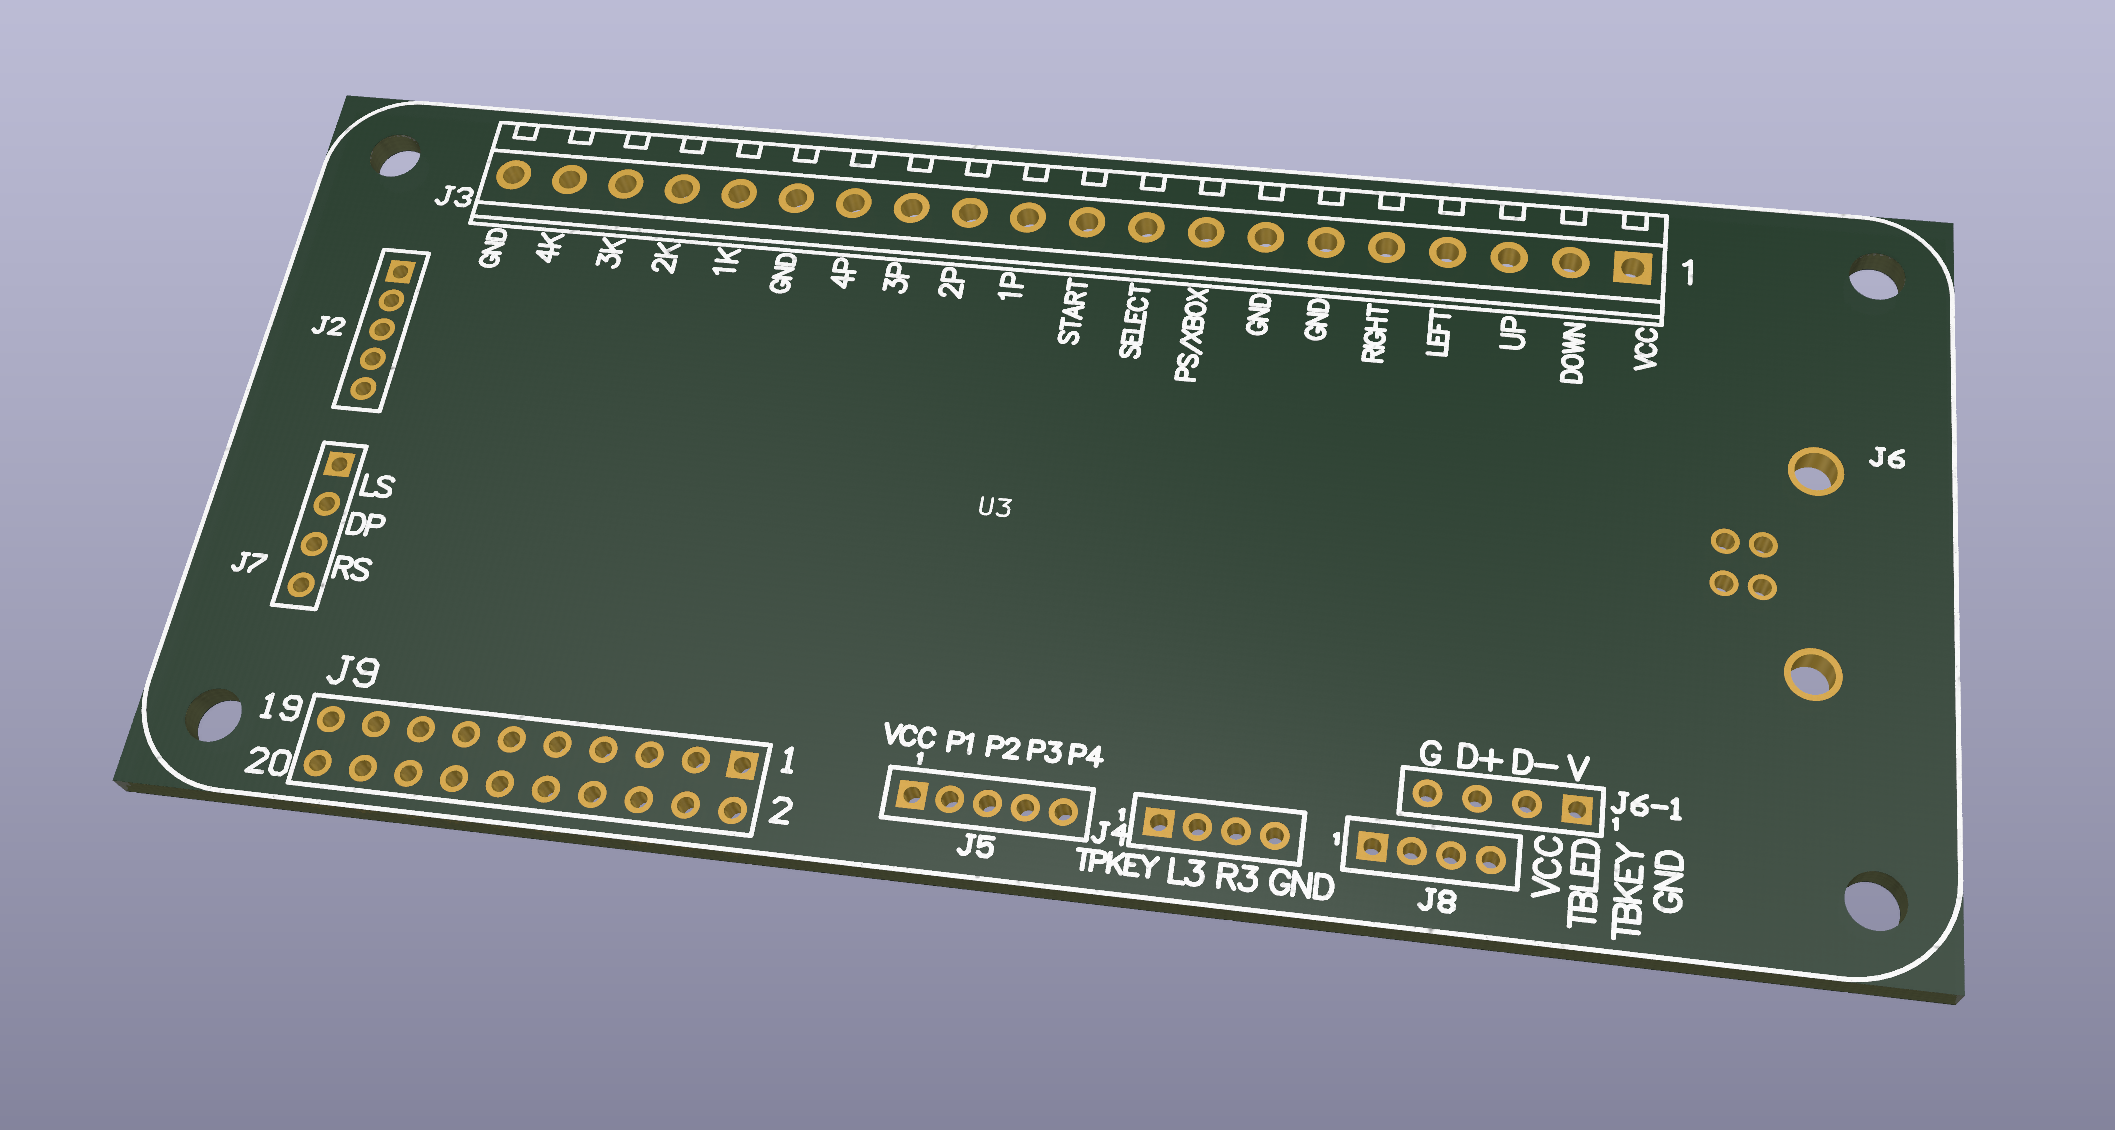 J3
GND 4K 3K 2K 1K GND 4P 3P 2P 1P START SELECT PS/XBOX GND GND RIGHT LEFT UP DOWN VCC
1
J2
J6
LS
DP
RS
J7
U3
J9
19
20
1
2
VCC P1 P2 P3 P4
1
J5
J4
1
TPKEY L3 R3 GND
G D+ D- V
J6-1
1
1
J8
VCC
TBLED
TBKEY
GND